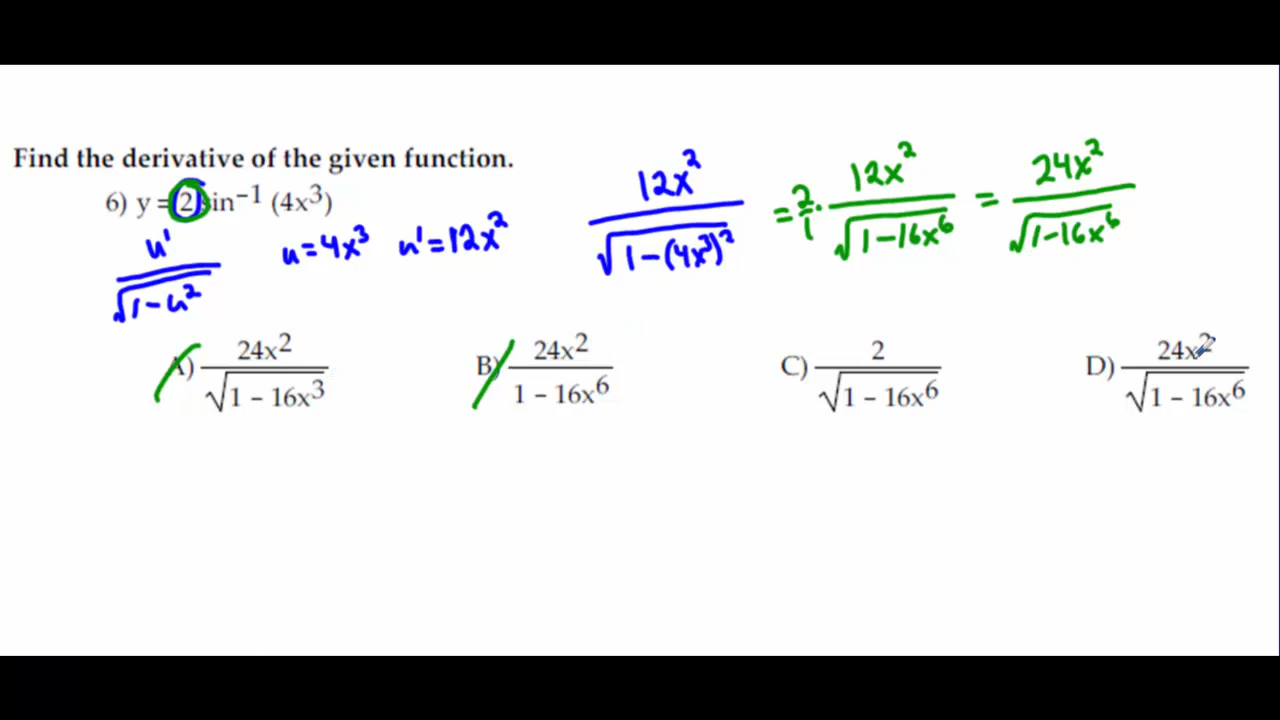 Find the derivative of the given function.
6) y = 2 sin⁻¹ (4x³)
u' / √(1 - u²)
u = 4x³ u' = 12x²
12x² / √(1 - (4x³)²)
= 2/1 · 12x² / √(1 - 16x⁶) = 24x² / √(1 - 16x⁶)
A) 24x² / √(1 - 16x³)
B) 24x² / 1 - 16x⁶
C) 2 / √(1 - 16x⁶)
D) 24x² / √(1 - 16x⁶)